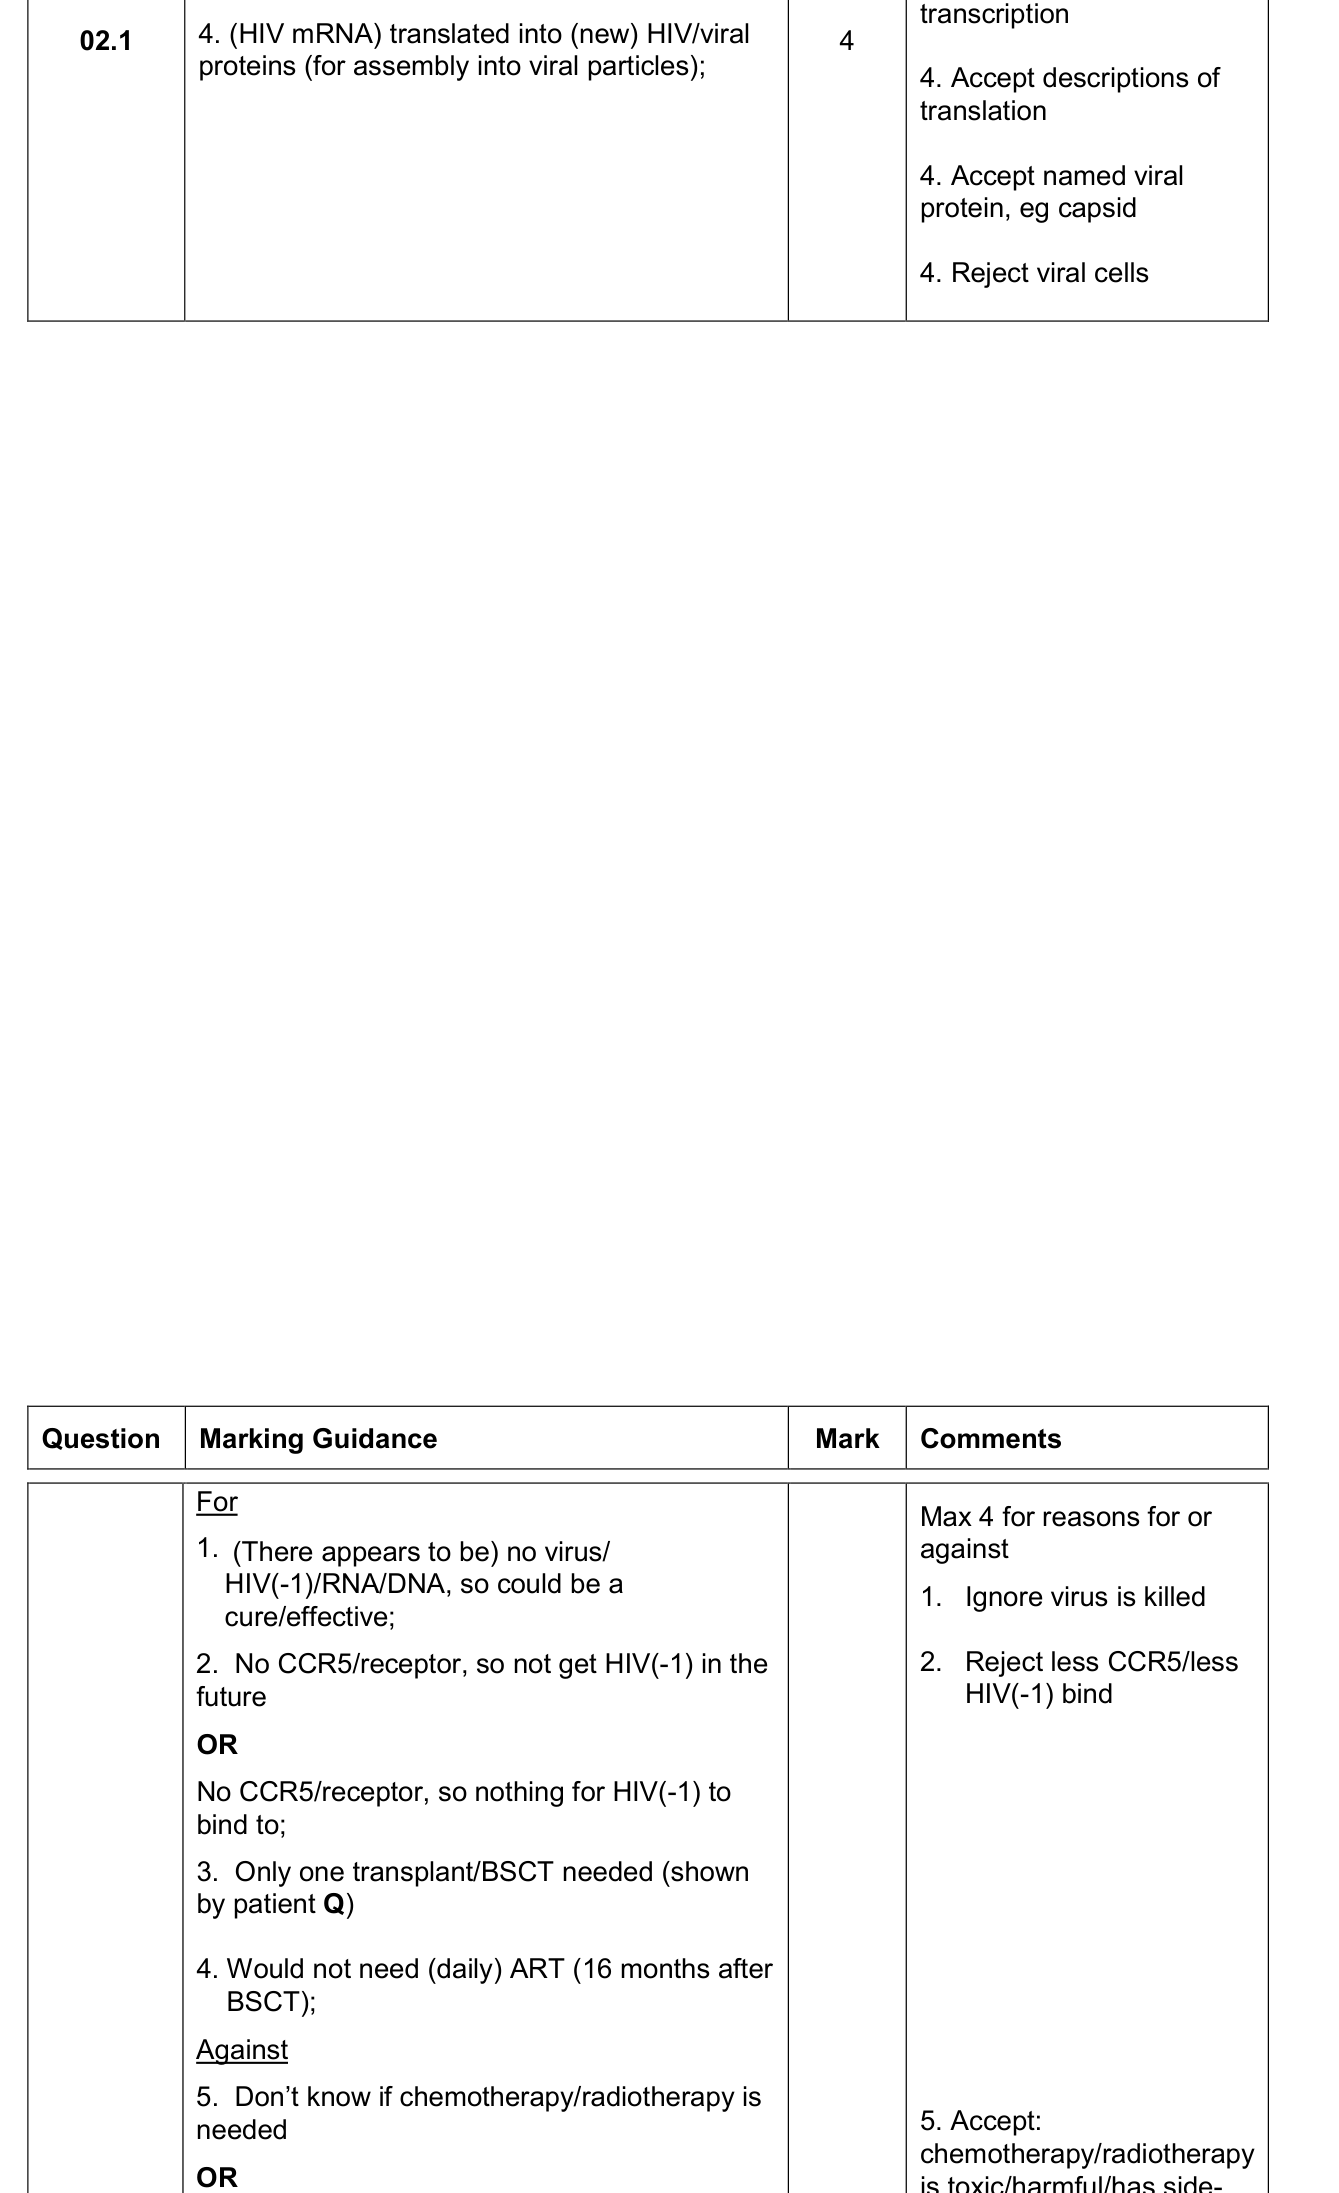 transcription
02.1
4. (HIV mRNA) translated into (new) HIV/viral
proteins (for assembly into viral particles);
4
4. Accept descriptions of
translation
4. Accept named viral
protein, eg capsid
4. Reject viral cells
Question
Marking Guidance
Mark
Comments
For
1. (There appears to be) no virus/
HIV(-1)/RNA/DNA, so could be a
cure/effective;
2. No CCR5/receptor, so not get HIV(-1) in the
future
OR
No CCR5/receptor, so nothing for HIV(-1) to
bind to;
3. Only one transplant/BSCT needed (shown
by patient Q)
4. Would not need (daily) ART (16 months after
BSCT);
Against
5. Don’t know if chemotherapy/radiotherapy is
needed
OR
Max 4 for reasons for or
against
1. Ignore virus is killed
2. Reject less CCR5/less
HIV(-1) bind
5. Accept:
chemotherapy/radiotherapy
is toxic/harmful/has side-